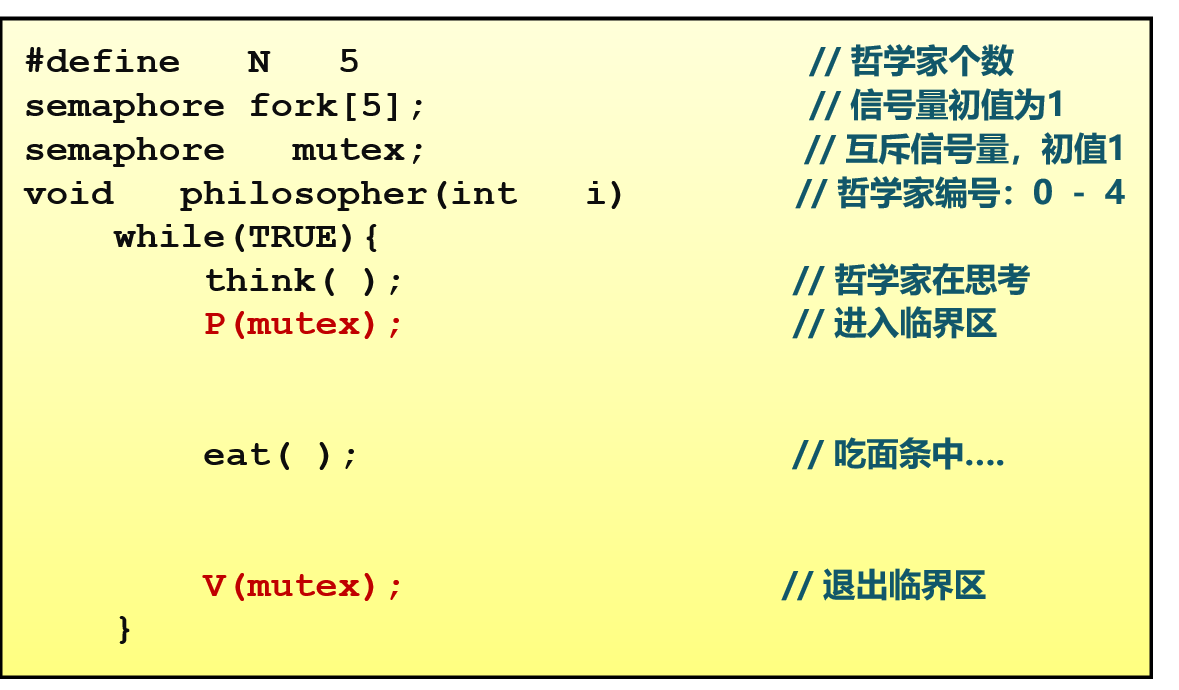 #define N 5 // 哲学家个数
semaphore fork[5]; // 信号量初值为1
semaphore mutex; // 互斥信号量，初值1
void philosopher(int i) // 哲学家编号：0 - 4
while(TRUE){
think( ); // 哲学家在思考
P(mutex); // 进入临界区
eat( ); // 吃面条中....
V(mutex); // 退出临界区
}